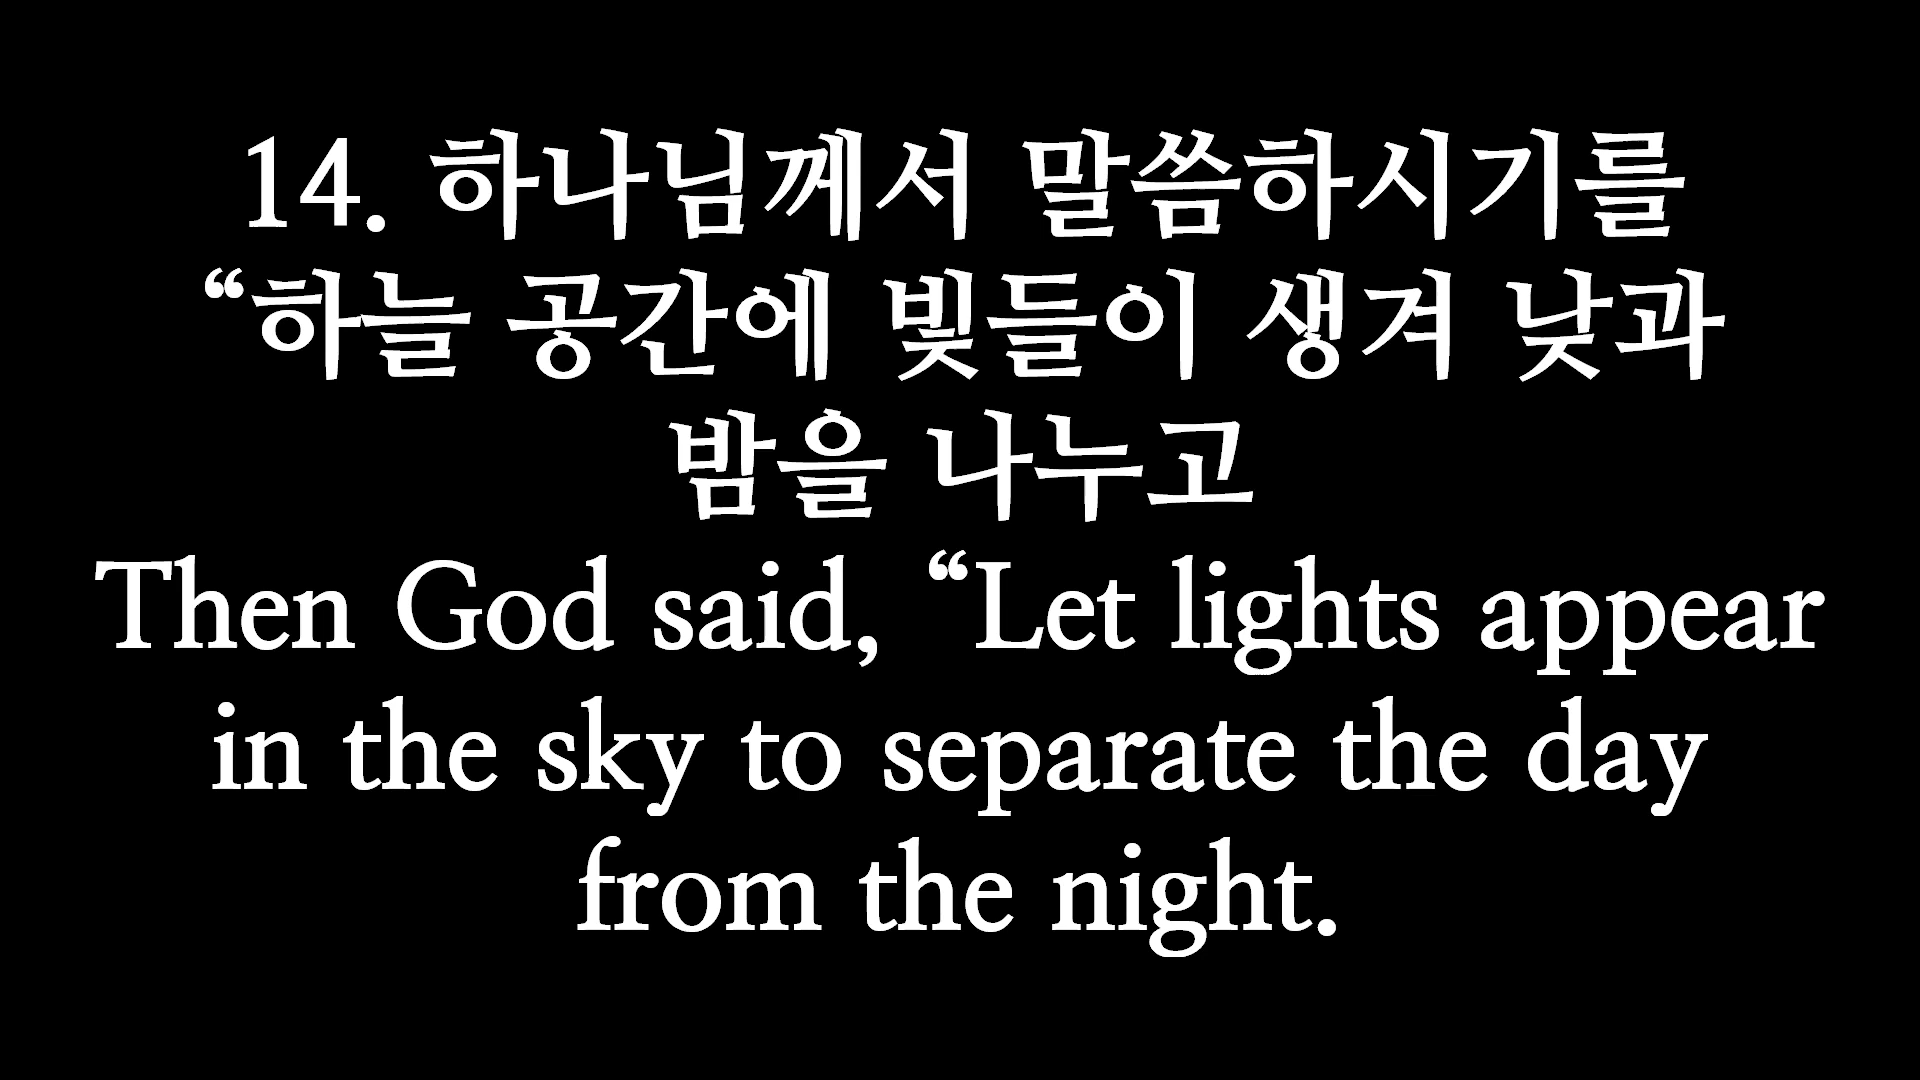 14. 하나님께서 말씀하시기를
“하늘 공간에 빛들이 생겨 낮과
밤을 나누고
Then God said, “Let lights appear
in the sky to separate the day
from the night.